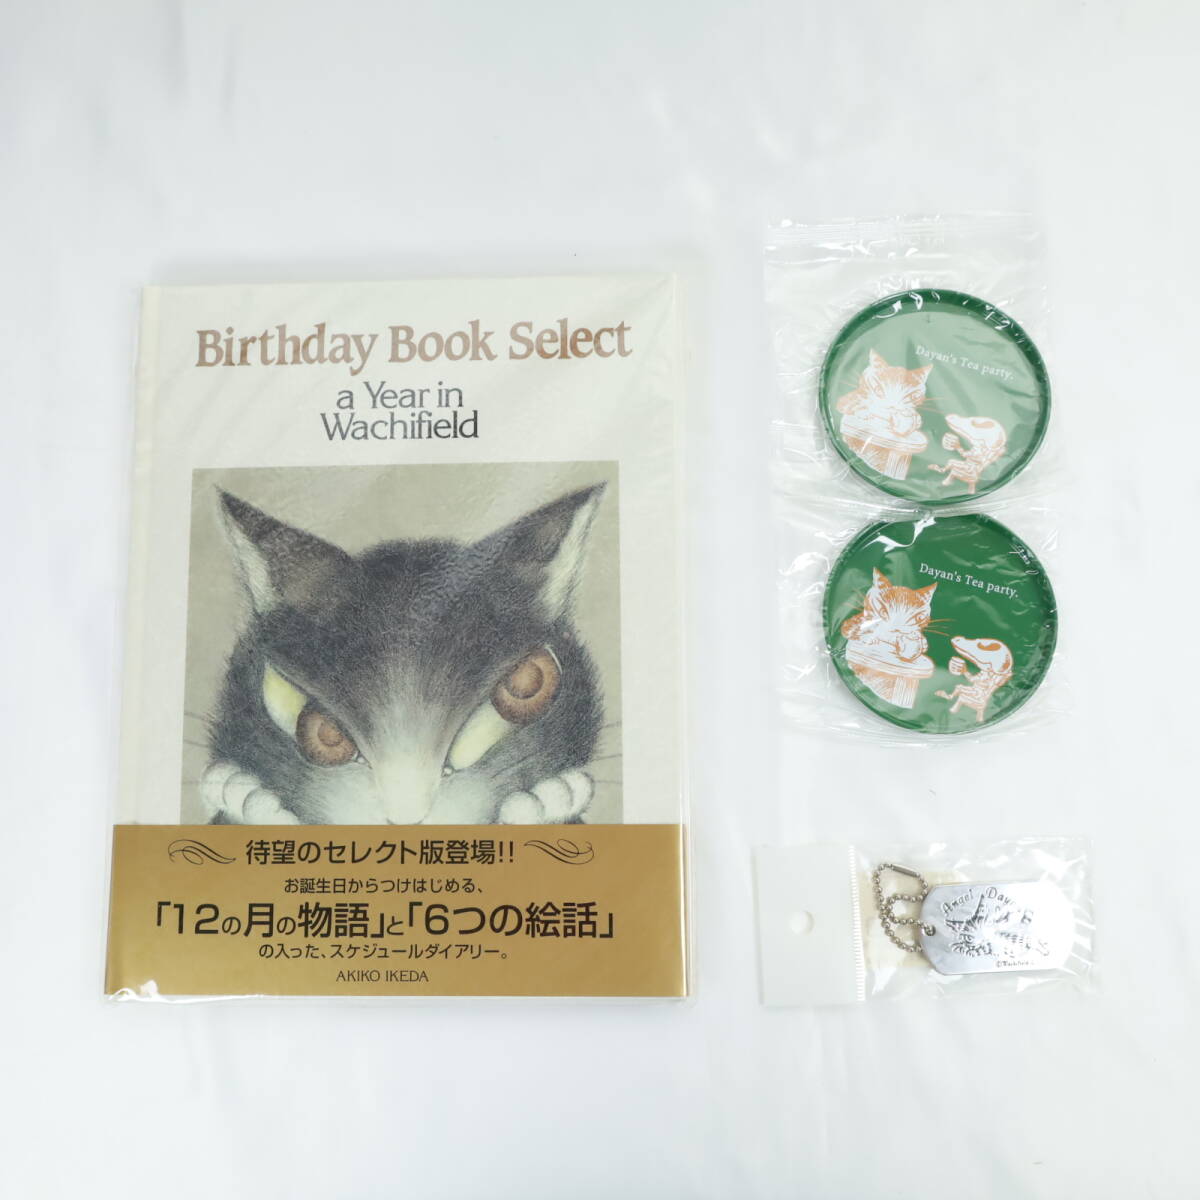 Birthday Book Select
a Year in
Wachifield
待望のセレクト版登場!!
お誕生日からつけはじめる、
「12の月の物語」と「6つの絵話」
の入った、スケジュールダイアリー。
AKIKO IKEDA
Dayan's Tea party.
Dayan's Tea party.
Angel Dayan
©Wachifield